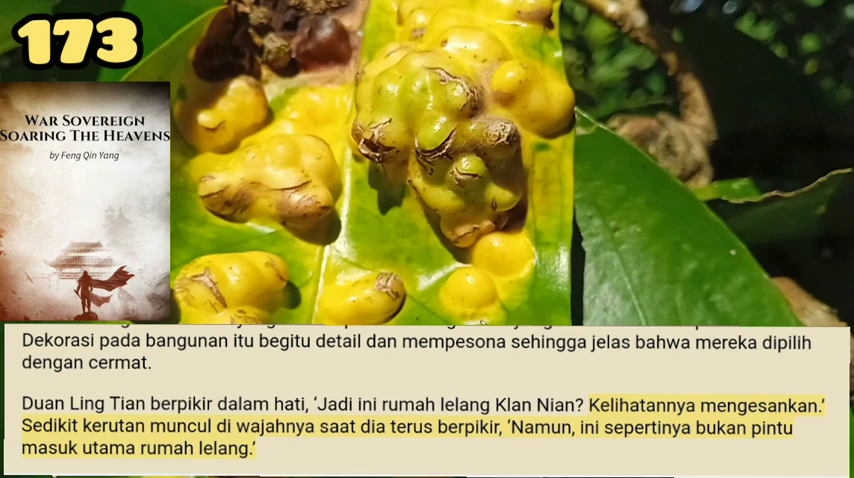 173
WAR SOVEREIGN
SOARING THE HEAVENS
by Feng Qin Yang
Dekorasi pada bangunan itu begitu detail dan mempesona sehingga jelas bahwa mereka dipilih
dengan cermat.
Duan Ling Tian berpikir dalam hati, ‘Jadi ini rumah lelang Klan Nian? Kelihatannya mengesankan.’
Sedikit kerutan muncul di wajahnya saat dia terus berpikir, ‘Namun, ini sepertinya bukan pintu
masuk utama rumah lelang.’